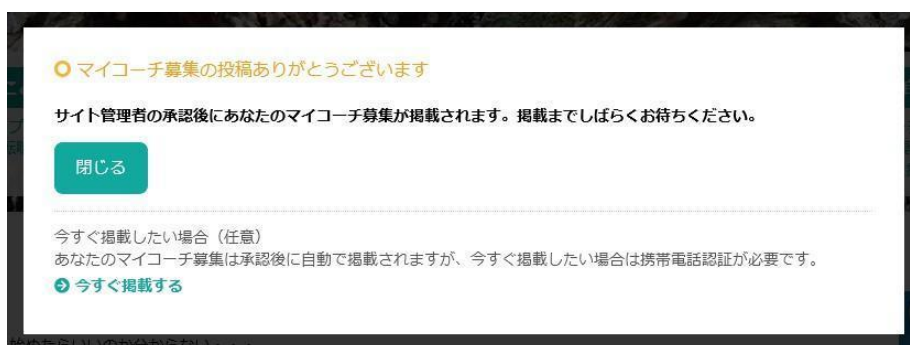 マイコーチ募集の投稿ありがとうございます
サイト管理者の承認後にあなたのマイコーチ募集が掲載されます。掲載までしばらくお待ちください。
閉じる
今すぐ掲載したい場合（任意）
あなたのマイコーチ募集は承認後に自動で掲載されますが、今すぐ掲載したい場合は携帯電話認証が必要です。
今すぐ掲載する